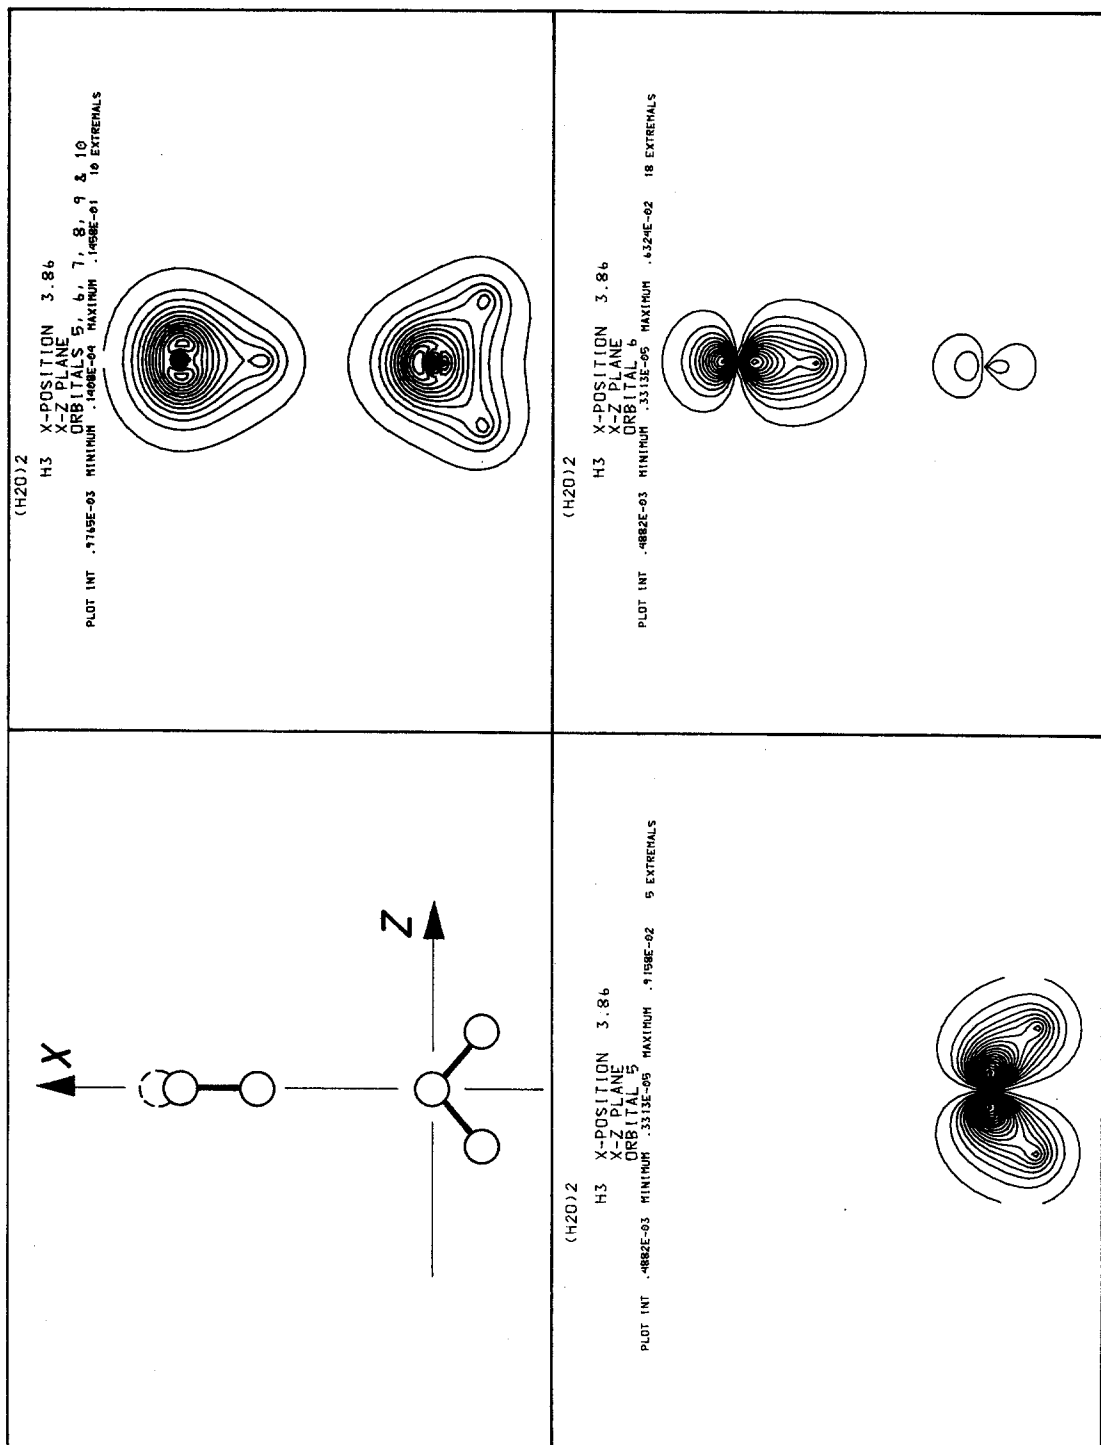 X
Z
(H2O)2
H3 X-POSITION 3.86
X-Z PLANE
ORBITALS 5, 6, 7, 8, 9 & 10
PLOT INT .9765E-03 MINIMUM .1408E-04 MAXIMUM .1458E-01 10 EXTREMALS
(H2O)2
H3 X-POSITION 3.86
X-Z PLANE
ORBITAL 5
PLOT INT .4882E-03 MINIMUM .3313E-05 MAXIMUM .9158E-02 5 EXTREMALS
(H2O)2
H3 X-POSITION 3.86
X-Z PLANE
ORBITAL 6
PLOT INT .4882E-03 MINIMUM .3313E-05 MAXIMUM .6324E-02 18 EXTREMALS